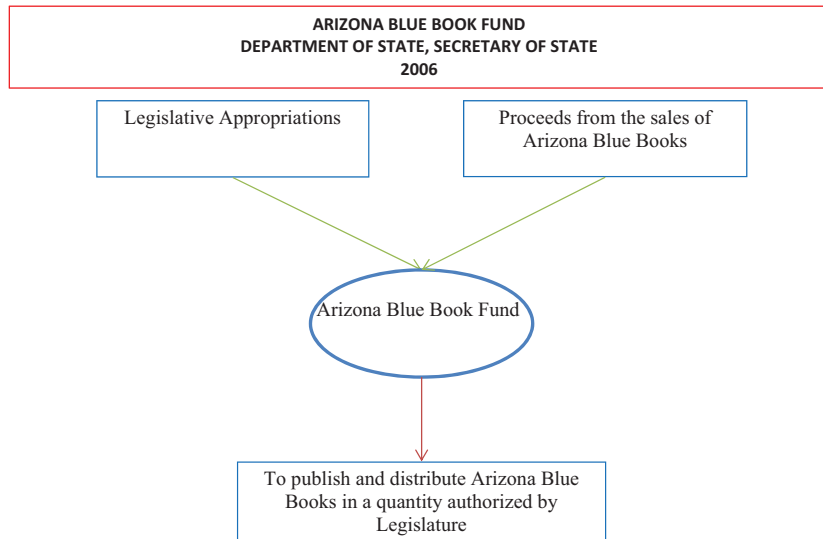 ARIZONA BLUE BOOK FUND
DEPARTMENT OF STATE, SECRETARY OF STATE
2006
Legislative Appropriations
Proceeds from the sales of
Arizona Blue Books
Arizona Blue Book Fund
To publish and distribute Arizona Blue
Books in a quantity authorized by
Legislature